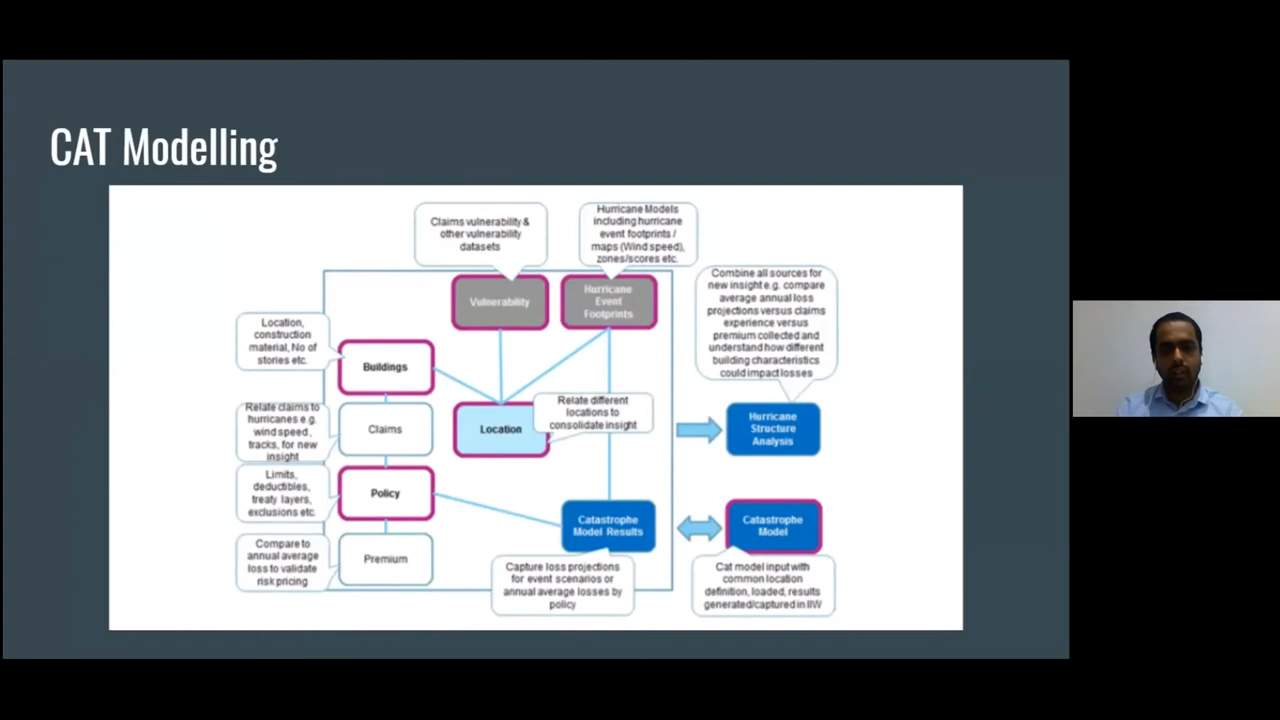 CAT Modelling
Claims vulnerability &
other vulnerability
datasets
Hurricane Models
including hurricane
event footprints /
maps (Wind speed),
zones/scores etc.
Combine all sources for
new insight e.g. compare
average annual loss
projections versus claims
experience versus
premium collected and
understand how different
building characteristics
could impact losses
Vulnerability
Hurricane
Event
Footprints
Location,
construction
material, No of
stories etc.
Buildings
Relate claims to
hurricanes e.g.
wind speed,
tracks, for new
insight
Claims
Location
Relate different
locations to
consolidate insight
Hurricane
Structure
Analysis
Limits,
deductibles,
treaty layers,
exclusions etc.
Policy
Catastrophe
Model Results
Catastrophe
Model
Compare to
annual average
loss to validate
risk pricing
Premium
Capture loss projections
for event scenarios or
annual average losses by
policy
Cat model input with
common location
definition, loaded, results
generated/captured in IIW